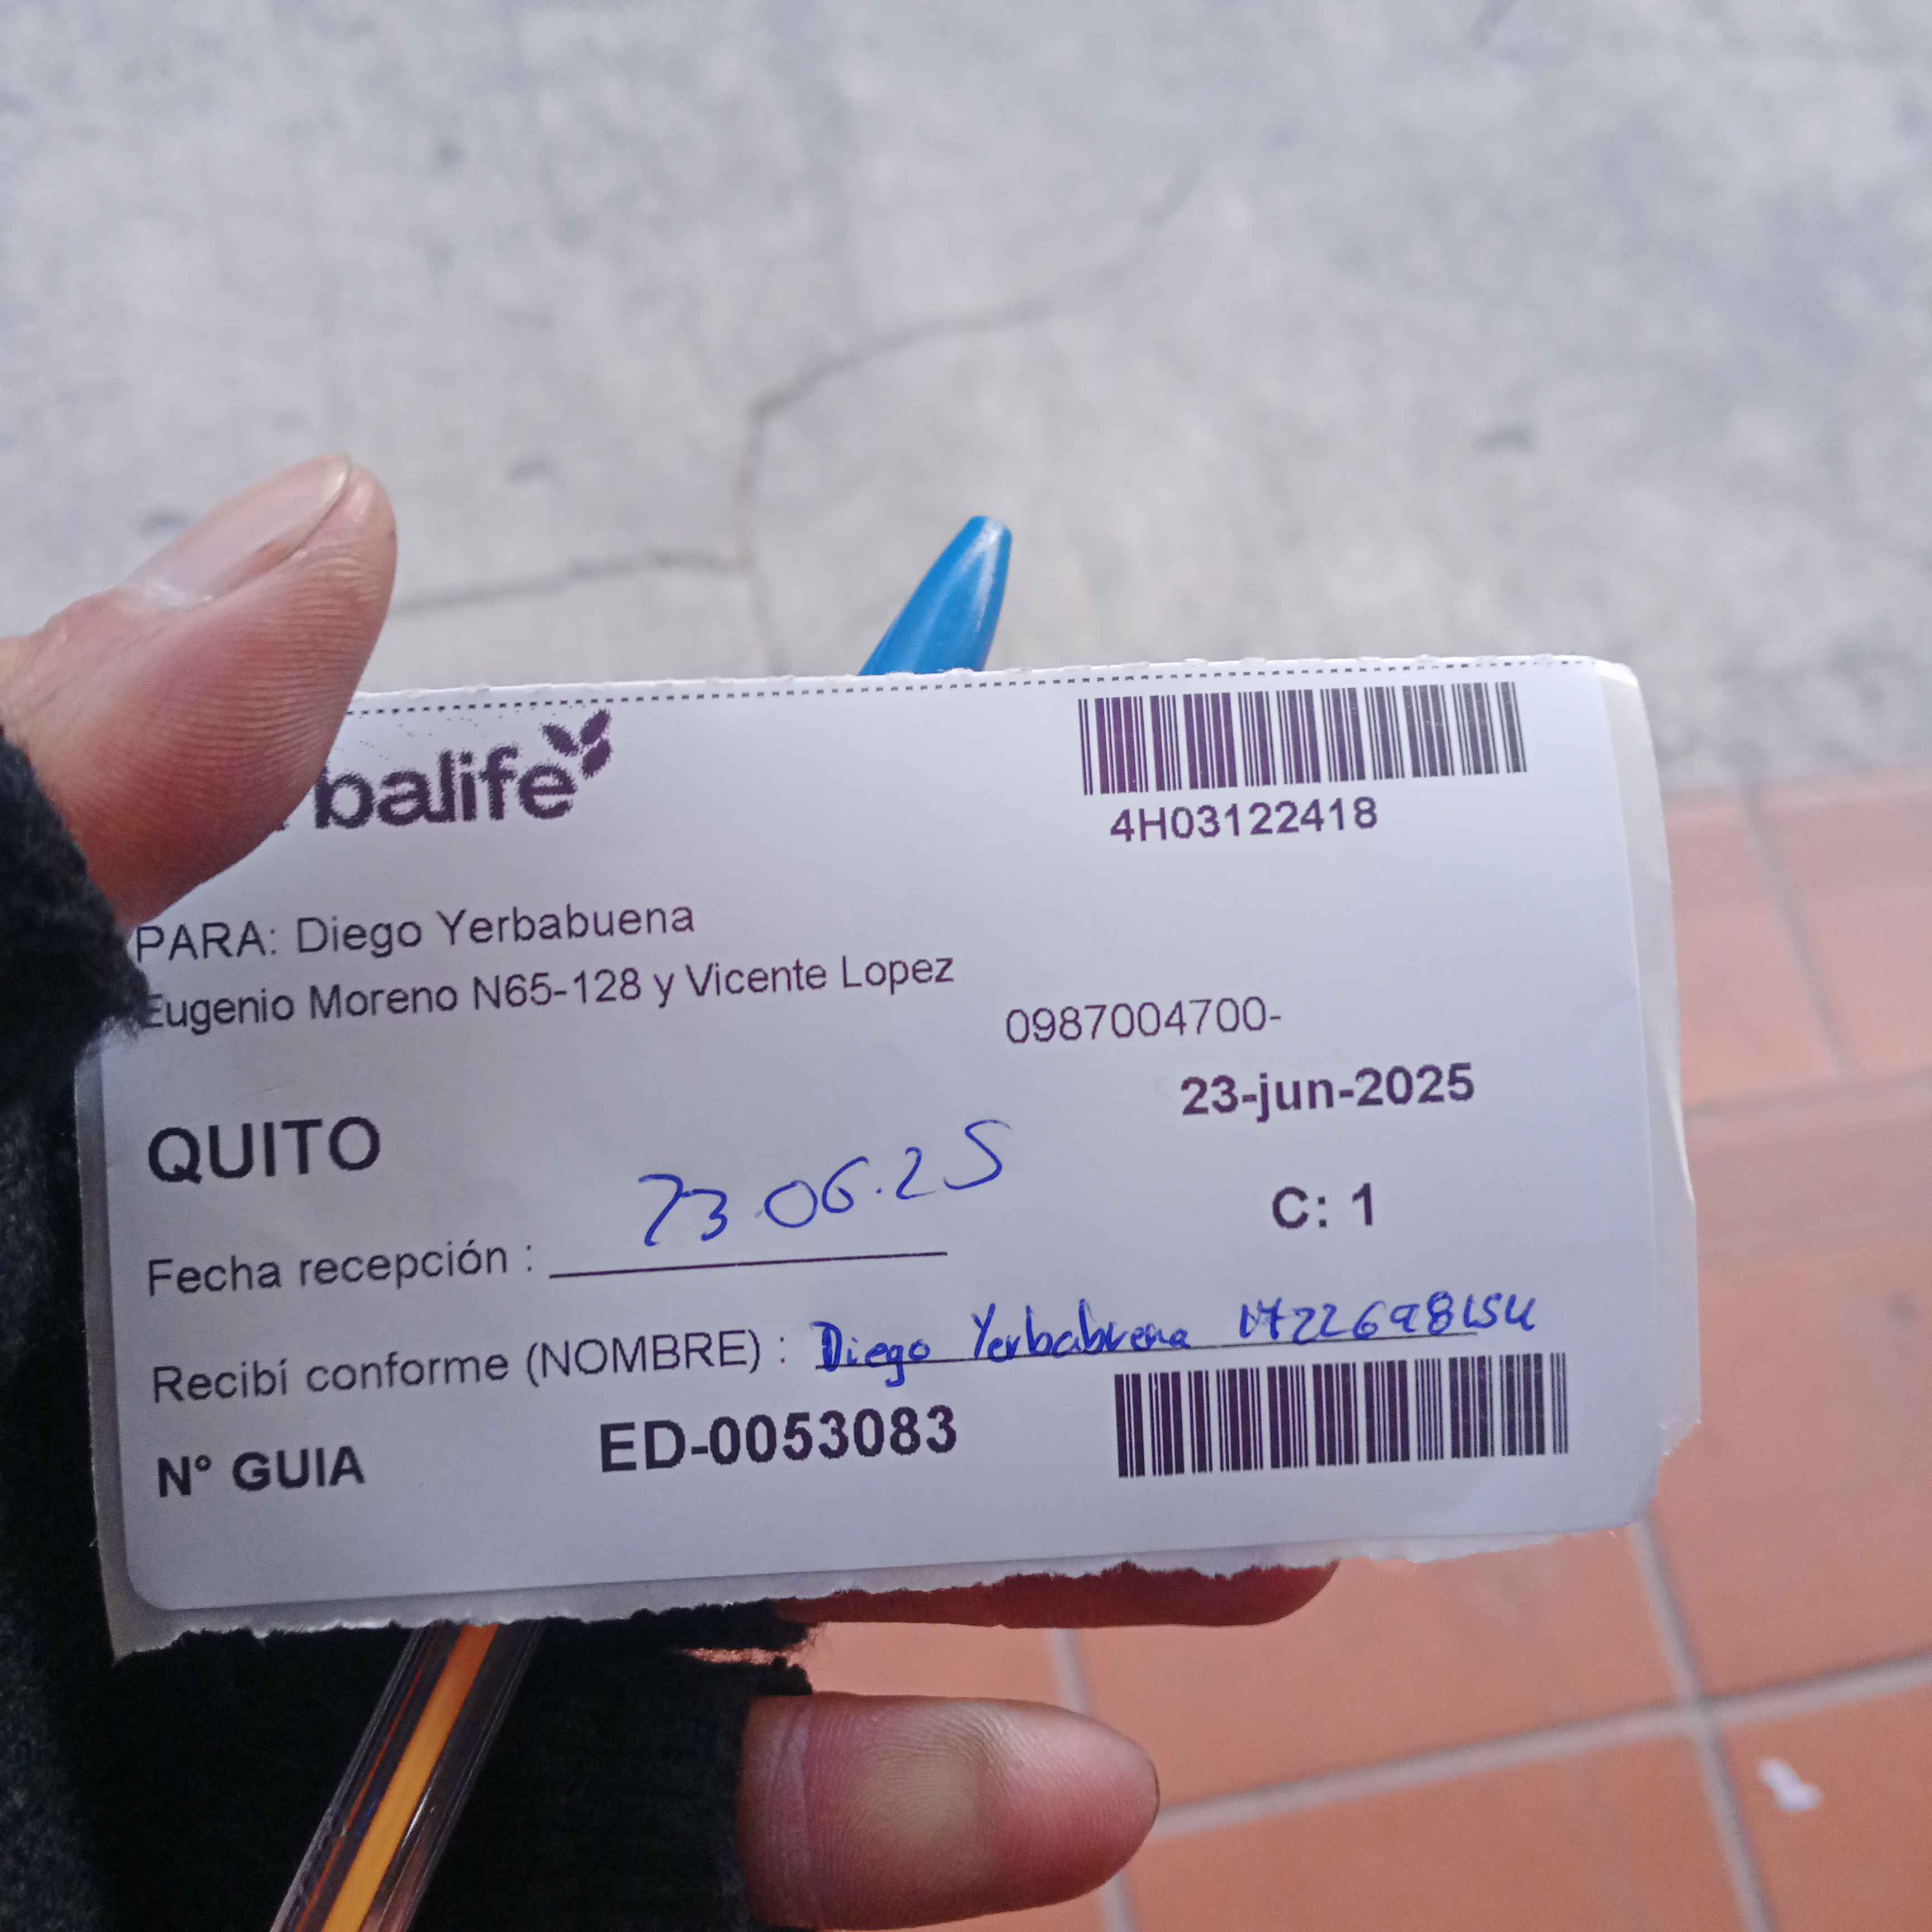 balife
4H03122418
PARA: Diego Yerbabuena
Eugenio Moreno N65-128 y Vicente Lopez
0987004700-
23-jun-2025
QUITO
C: 1
Fecha recepción : 23.06.25
Recibí conforme (NOMBRE) : Diego Yerbabuena
N° GUIA ED-0053083